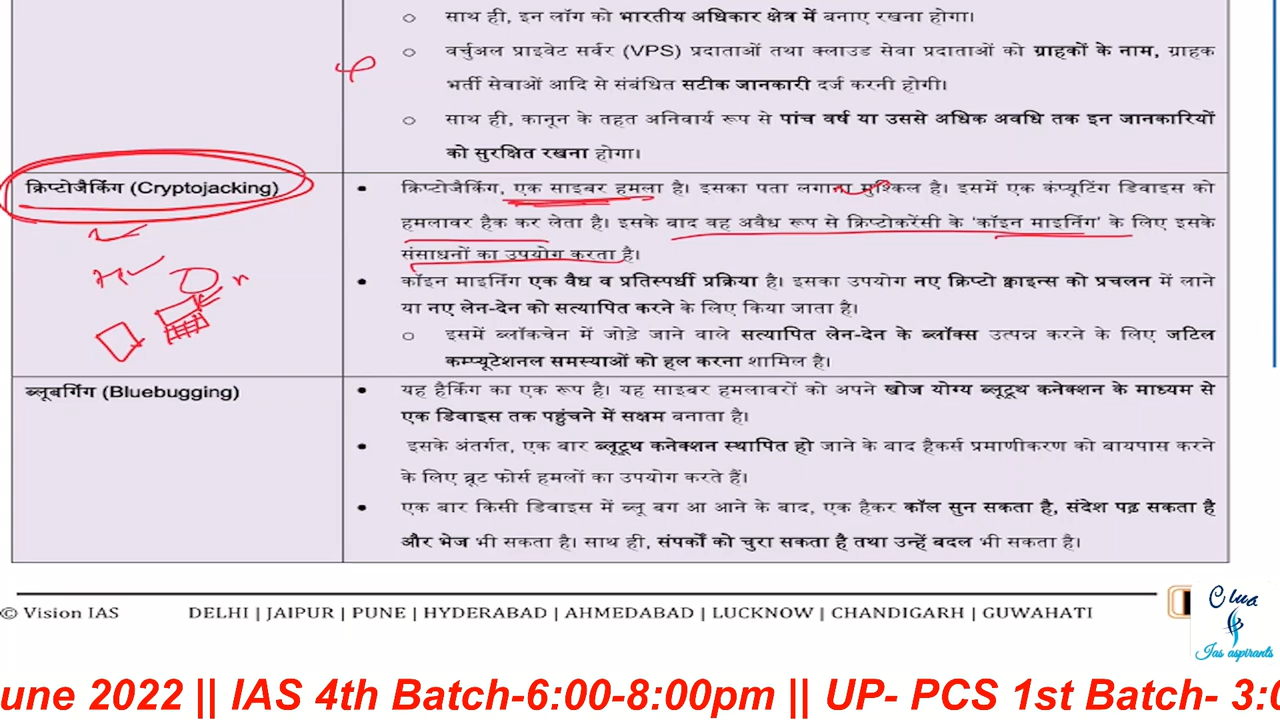 ○ साथ ही, इन लॉग को भारतीय अधिकार क्षेत्र में बनाए रखना होगा।
○ वर्चुअल प्राइवेट सर्वर (VPS) प्रदाताओं तथा क्लाउड सेवा प्रदाताओं को ग्राहकों के नाम, ग्राहक
भर्ती सेवाओं आदि से संबंधित सटीक जानकारी दर्ज करनी होगी।
○ साथ ही, कानून के तहत अनिवार्य रूप से पांच वर्ष या उससे अधिक अवधि तक इन जानकारियों
को सुरक्षित रखना होगा।
क्रिप्टोजैकिंग (Cryptojacking)
• क्रिप्टोजैकिंग, एक साइबर हमला है। इसका पता लगाना मुश्किल है। इसमें एक कंप्यूटिंग डिवाइस को
हमलावर हैक कर लेता है। इसके बाद वह अवैध रूप से क्रिप्टोकरेंसी के 'कॉइन माइनिंग' के लिए इसके
संसाधनों का उपयोग करता है।
• कॉइन माइनिंग एक वैध व प्रतिस्पर्धी प्रक्रिया है। इसका उपयोग नए क्रिप्टो क्वाइन्स को प्रचलन में लाने
या नए लेन-देन को सत्यापित करने के लिए किया जाता है।
○ इसमें ब्लॉकचेन में जोड़े जाने वाले सत्यापित लेन-देन के ब्लॉक्स उत्पन्न करने के लिए जटिल
कम्प्यूटेशनल समस्याओं को हल करना शामिल है।
ब्लूबगिंग (Bluebugging)
• यह हैकिंग का एक रूप है। यह साइबर हमलावरों को अपने खोज योग्य ब्लूटूथ कनेक्शन के माध्यम से
एक डिवाइस तक पहुंचने में सक्षम बनाता है।
• इसके अंतर्गत, एक बार ब्लूटूथ कनेक्शन स्थापित हो जाने के बाद हैकर्स प्रमाणीकरण को बायपास करने
के लिए ब्रूट फोर्स हमलों का उपयोग करते हैं।
• एक बार किसी डिवाइस में ब्लू बग आ आने के बाद, एक हैकर कॉल सुन सकता है, संदेश पढ़ सकता है
और भेज भी सकता है। साथ ही, संपर्कों को चुरा सकता है तथा उन्हें बदल भी सकता है।
© Vision IAS DELHI | JAIPUR | PUNE | HYDERABAD | AHMEDABAD | LUCKNOW | CHANDIGARH | GUWAHATI
Ias aspirants
une 2022 || IAS 4th Batch-6:00-8:00pm || UP- PCS 1st Batch- 3:0